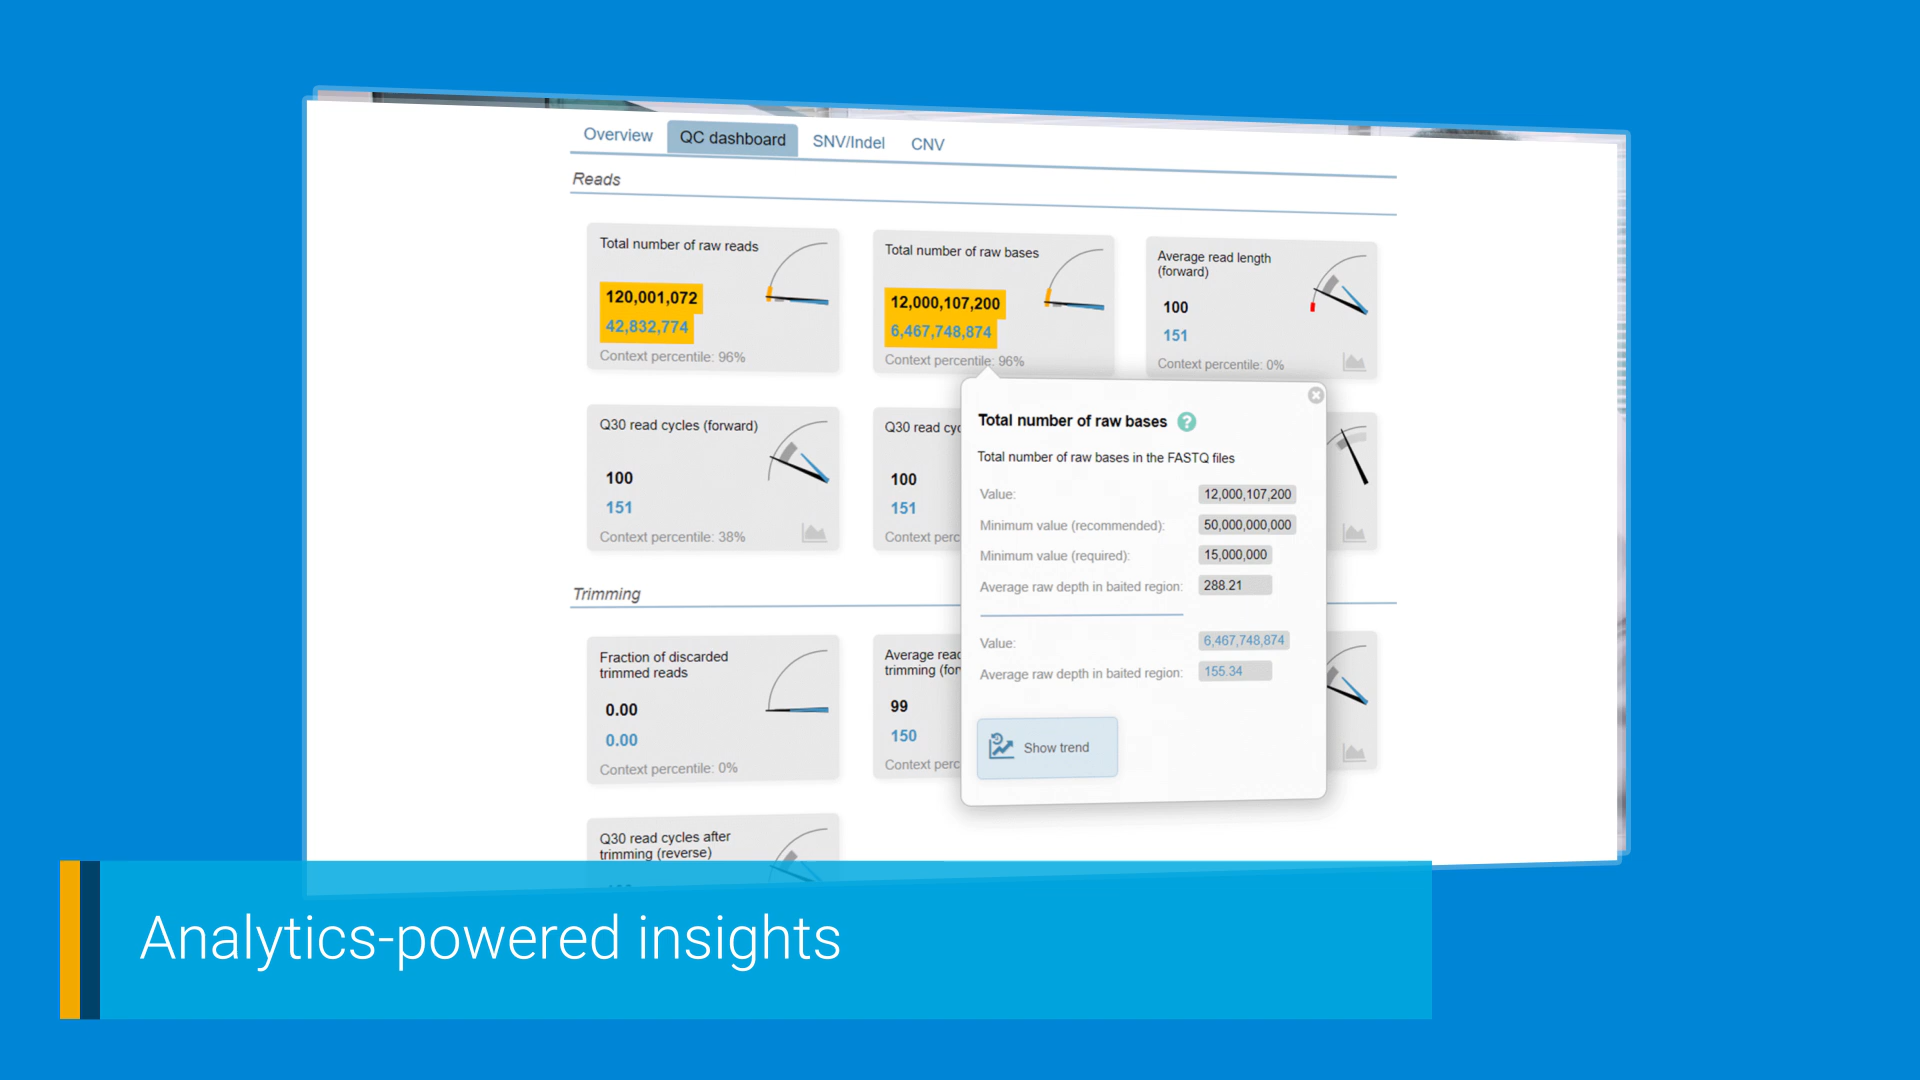 Overview QC dashboard SNV/Indel CNV
Reads
Total number of raw reads
120,001,072
42,832,774
Context percentile: 96%
Total number of raw bases
12,000,107,200
6,467,748,874
Context percentile: 96%
Average read length
(forward)
100
151
Context percentile: 0%
Q30 read cycles (forward)
100
151
Context percentile: 38%
Q30 read
100
151
Context
Total number of raw bases ?
Total number of raw bases in the FASTQ files
Value: 12,000,107,200
Minimum value (recommended): 50,000,000,000
Minimum value (required): 15,000,000
Average raw depth in baited region: 288.21
Value: 6,467,748,874
Average raw depth in baited region: 155.34
Show trend
Trimming
Fraction of discarded
trimmed reads
0.00
0.00
Context percentile: 0%
Average
trimming
99
150
Context
Q30 read cycles after
trimming (reverse)
Analytics-powered insights